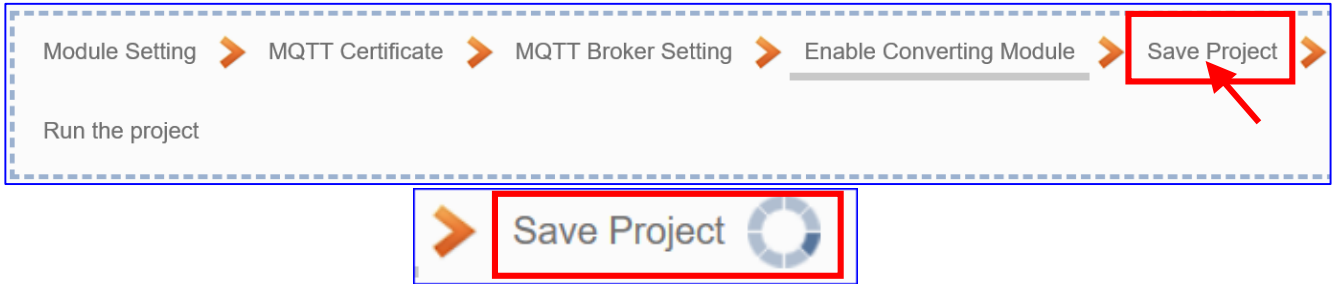 Module Setting MQTT Certificate MQTT Broker Setting Enable Converting Module Save Project
Run the project
Save Project